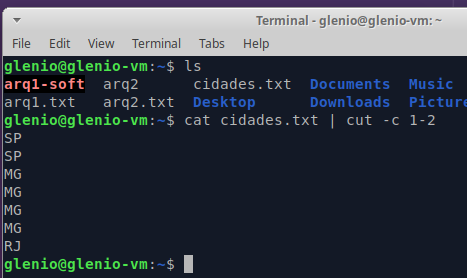 Terminal - glenio@glenio-vm: ~
File Edit View Terminal Tabs Help
glenio@glenio-vm:~$ ls
arq1-soft arq2 cidades.txt Documents Music
arq1.txt arq2.txt Desktop Downloads Picture
glenio@glenio-vm:~$ cat cidades.txt | cut -c 1-2
SP
SP
MG
MG
MG
MG
RJ
glenio@glenio-vm:~$